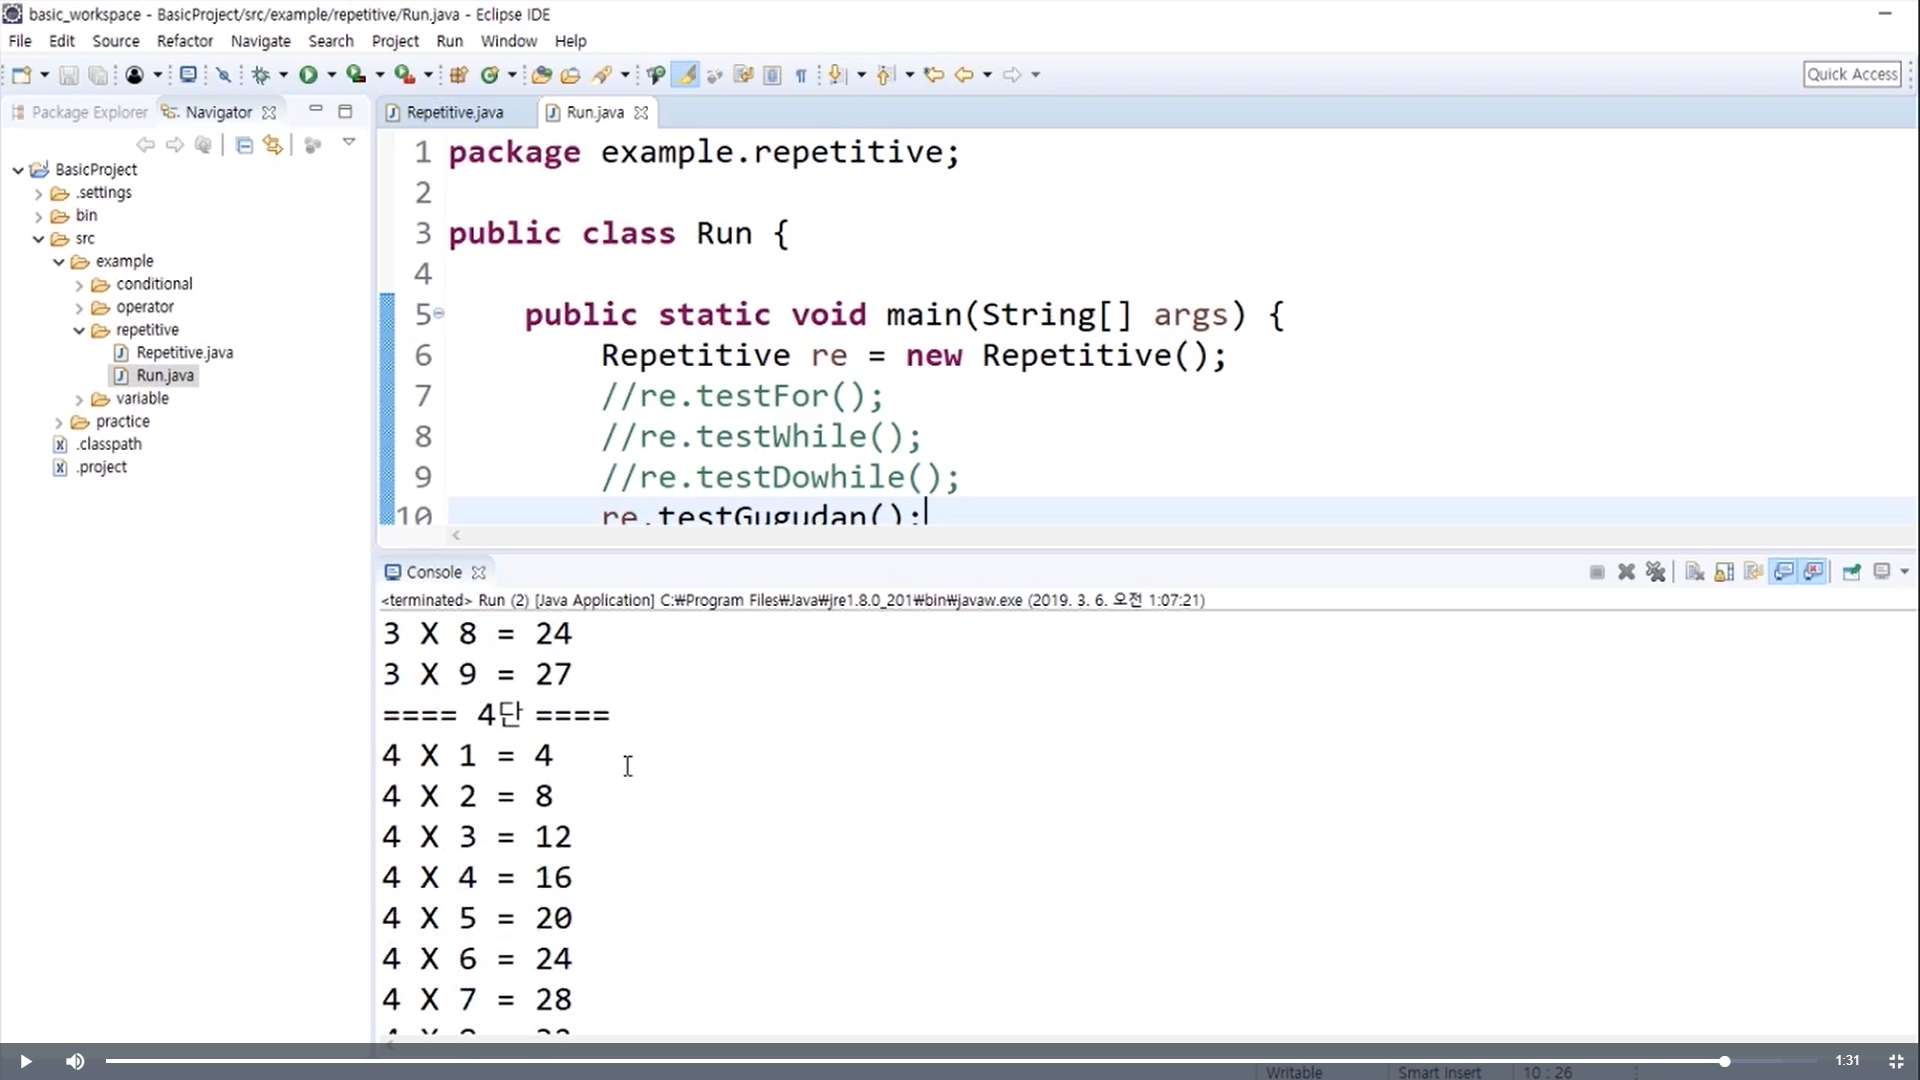 basic_workspace - BasicProject/src/example/repetitive/Run.java - Eclipse IDE
File Edit Source Refactor Navigate Search Project Run Window Help
Quick Access
Package Explorer Navigator
BasicProject
.settings
bin
src
example
conditional
operator
repetitive
Repetitive.java
Run.java
variable
practice
.classpath
.project
Repetitive.java Run.java
1 package example.repetitive;
2
3 public class Run {
4
5 public static void main(String[] args) {
6 Repetitive re = new Repetitive();
7 //re.testFor();
8 //re.testWhile();
9 //re.testDowhile();
10 re.testGugudan();
Console
<terminated> Run (2) [Java Application] C:₩Program Files₩Java₩jre1.8.0_201₩bin₩javaw.exe (2019. 3. 6. 오전 1:07:21)
3 X 8 = 24
3 X 9 = 27
==== 4단 ====
4 X 1 = 4
4 X 2 = 8
4 X 3 = 12
4 X 4 = 16
4 X 5 = 20
4 X 6 = 24
4 X 7 = 28
4 X 8 = 32
1:31
Writable Smart Insert 10 : 26